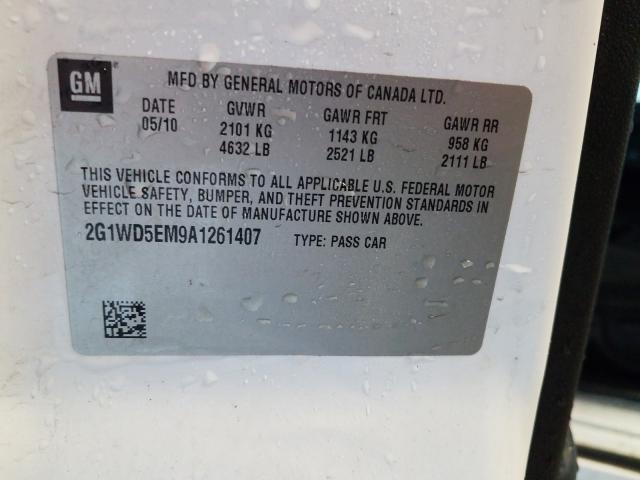 GM
MFD BY GENERAL MOTORS OF CANADA LTD.
DATE GVWR GAWR FRT GAWR RR
05/10 2101 KG 1143 KG 958 KG
4632 LB 2521 LB 2111 LB
THIS VEHICLE CONFORMS TO ALL APPLICABLE U.S. FEDERAL MOTOR
VEHICLE SAFETY, BUMPER, AND THEFT PREVENTION STANDARDS IN
EFFECT ON THE DATE OF MANUFACTURE SHOWN ABOVE.
2G1WD5EM9A1261407 TYPE: PASS CAR